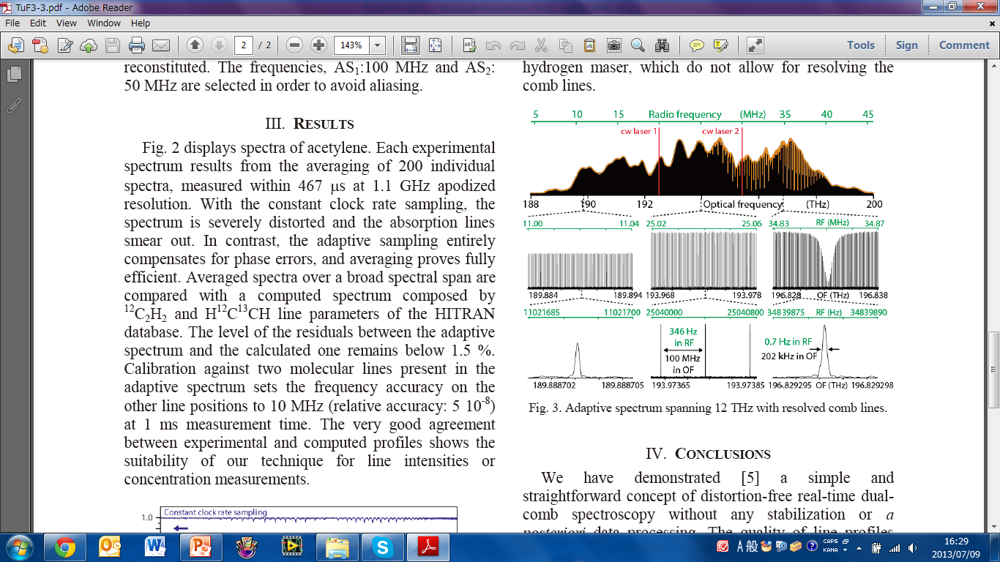 TuF3-3.pdf - Adobe Reader
File Edit View Window Help
2 / 2 143% Tools Sign Comment
reconstituted. The frequencies, AS₁:100 MHz and AS₂:
50 MHz are selected in order to avoid aliasing.
III. RESULTS
Fig. 2 displays spectra of acetylene. Each experimental
spectrum results from the averaging of 200 individual
spectra, measured within 467 μs at 1.1 GHz apodized
resolution. With the constant clock rate sampling, the
spectrum is severely distorted and the absorption lines
smear out. In contrast, the adaptive sampling entirely
compensates for phase errors, and averaging proves fully
efficient. Averaged spectra over a broad spectral span are
compared with a computed spectrum composed by
¹²C₂H₂ and H¹²C¹³CH line parameters of the HITRAN
database. The level of the residuals between the adaptive
spectrum and the calculated one remains below 1.5 %.
Calibration against two molecular lines present in the
adaptive spectrum sets the frequency accuracy on the
other line positions to 10 MHz (relative accuracy: 5 10⁻⁸)
at 1 ms measurement time. The very good agreement
between experimental and computed profiles shows the
suitability of our technique for line intensities or
concentration measurements.
Constant clock rate sampling
1.0
hydrogen maser, which do not allow for resolving the
comb lines.
5 10 15 Radio frequency (MHz) 35 40 45
cw laser 1 cw laser 2
188 190 192 Optical frequency (THz) 200
11.00 11.04 25.02 25.06 34.83 RF (MHz) 34.87
189.884 189.894 193.968 193.978 196.828 OF (THz) 196.838
11021685 11021700 25040000 25040800 34839875 RF (Hz) 34839890
346 Hz
in RF
100 MHz
in OF
0.7 Hz in RF
202 kHz in OF
189.888702 189.888705 193.97365 193.97385 196.829295 OF (THz) 196.829298
Fig. 3. Adaptive spectrum spanning 12 THz with resolved comb lines.
IV. CONCLUSIONS
We have demonstrated [5] a simple and
straightforward concept of distortion-free real-time dual-
comb spectroscopy without any stabilization or a
posteriori data processing. The quality of line profiles
A 般 CAPS KANA
16:29
2013/07/09